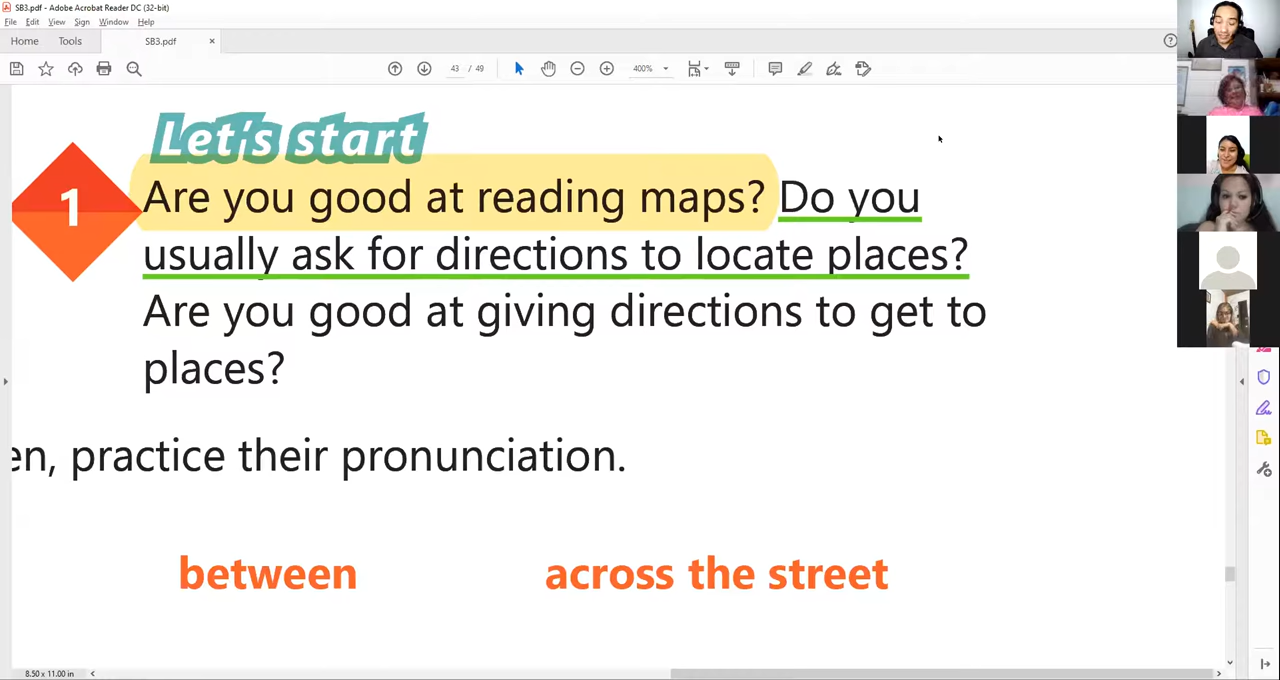 SB3.pdf - Adobe Acrobat Reader DC (32-bit)
File Edit View Sign Window Help
Home Tools SB3.pdf ×
43 / 400%
Let's start
1
Are you good at reading maps? Do you
usually ask for directions to locate places?
Are you good at giving directions to get to
places?
en, practice their pronunciation.
between across the street
8.50 x 11.00 in